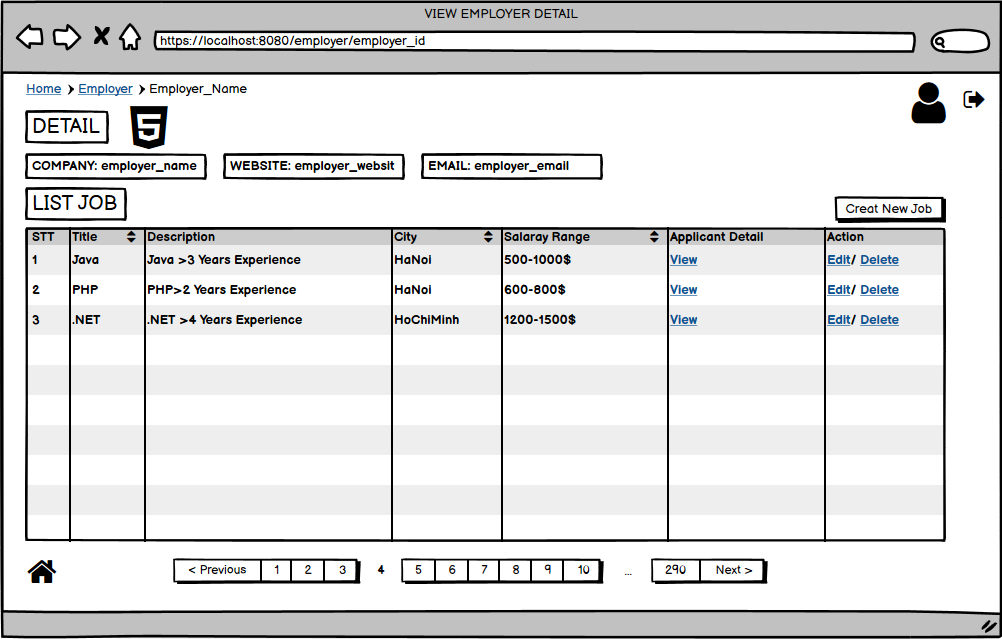 VIEW EMPLOYER DETAIL
https://localhost:8080/employer/employer_id
Home > Employer > Employer_Name
DETAIL 5
COMPANY: employer_name WEBSITE: employer_websit EMAIL: employer_email
LIST JOB
Creat New Job
STT Title Description City Salaray Range Applicant Detail Action
1 Java Java >3 Years Experience HaNoi 500-1000$ View Edit/ Delete
2 PHP PHP>2 Years Experience HaNoi 600-800$ View Edit/ Delete
3 .NET .NET >4 Years Experience HoChiMinh 1200-1500$ View Edit/ Delete
< Previous 1 2 3 4 5 6 7 8 9 10 ... 290 Next >